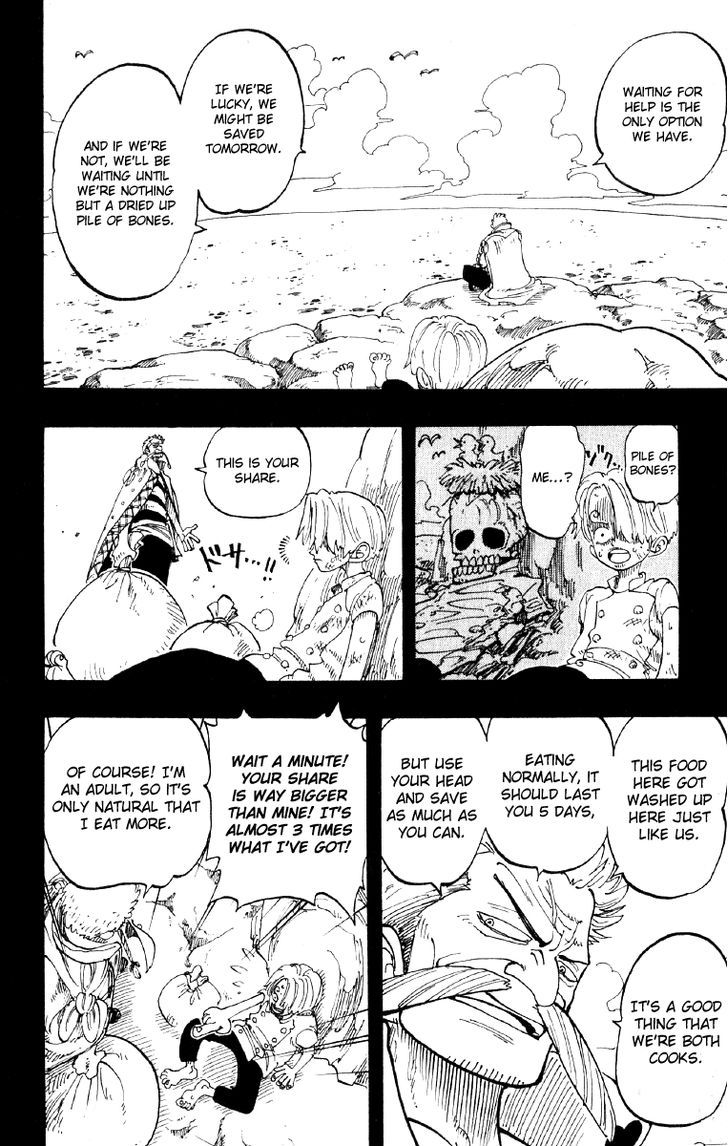 WAITING FOR
HELP IS THE
ONLY OPTION
WE HAVE.
IF WE'RE
LUCKY, WE
MIGHT BE
SAVED
TOMORROW.
AND IF WE'RE
NOT, WE'LL BE
WAITING UNTIL
WE'RE NOTHING
BUT A DRIED UP
PILE OF BONES.
PILE OF
BONES?
ME...?
THIS IS YOUR
SHARE.
ドサ...!!
THIS FOOD
HERE GOT
WASHED UP
HERE JUST
LIKE US.
EATING
NORMALLY, IT
SHOULD LAST
YOU 5 DAYS,
BUT USE
YOUR HEAD
AND SAVE
AS MUCH AS
YOU CAN.
IT'S A GOOD
THING THAT
WE'RE BOTH
COOKS.
WAIT A MINUTE!
YOUR SHARE
IS WAY BIGGER
THAN MINE! IT'S
ALMOST 3 TIMES
WHAT I'VE GOT!
OF COURSE! I'M
AN ADULT, SO IT'S
ONLY NATURAL THAT
I EAT MORE.